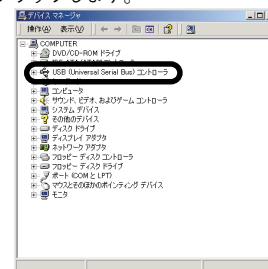 クリックします。
デバイス マネージャ
操作(A) 表示(V)
COMPUTER
DVD/CD-ROM ドライブ
USB (Universal Serial Bus) コントローラ
コンピュータ
サウンド、ビデオ、およびゲーム コントローラ
システム デバイス
その他のデバイス
ディスク ドライブ
ディスプレイ アダプタ
ネットワーク アダプタ
フロッピー ディスク コントローラ
フロッピー ディスク ドライブ
ポート (COM と LPT)
マウスとそのほかのポインティング デバイス
モニタ